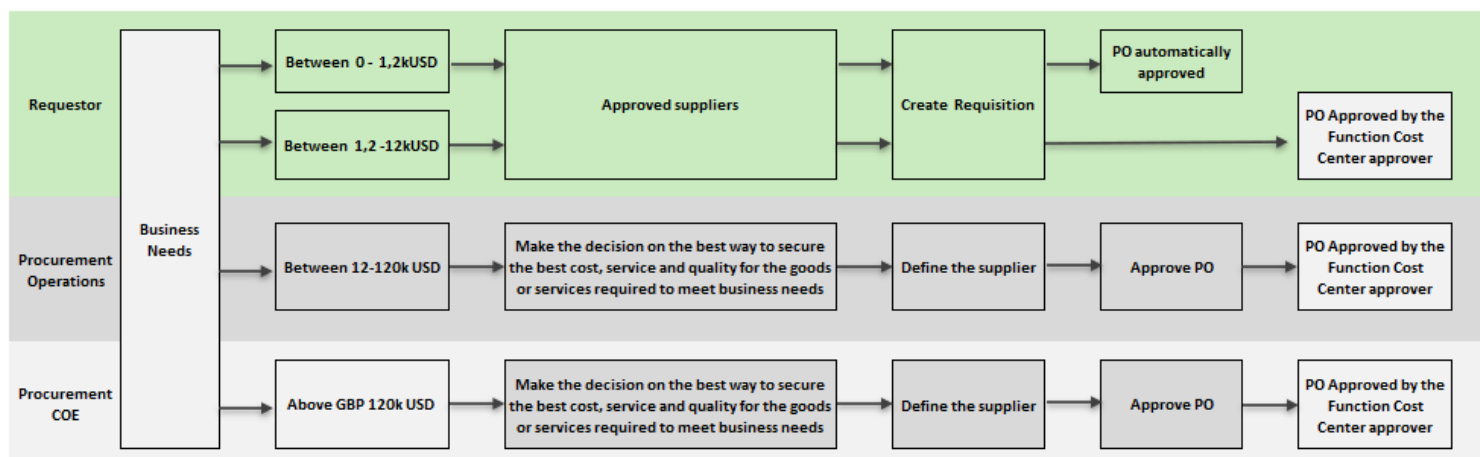 Requestor
Business
Needs
Between 0 - 1,2kUSD
Approved suppliers
Create Requisition
PO automatically
approved
Between 1,2 -12kUSD
PO Approved by the
Function Cost
Center approver
Procurement
Operations
Between 12-120k USD
Make the decision on the best way to secure
the best cost, service and quality for the goods
or services required to meet business needs
Define the supplier
Approve PO
PO Approved by the
Function Cost
Center approver
Procurement
COE
Above GBP 120k USD
Make the decision on the best way to secure
the best cost, service and quality for the goods
or services required to meet business needs
Define the supplier
Approve PO
PO Approved by the
Function Cost
Center approver